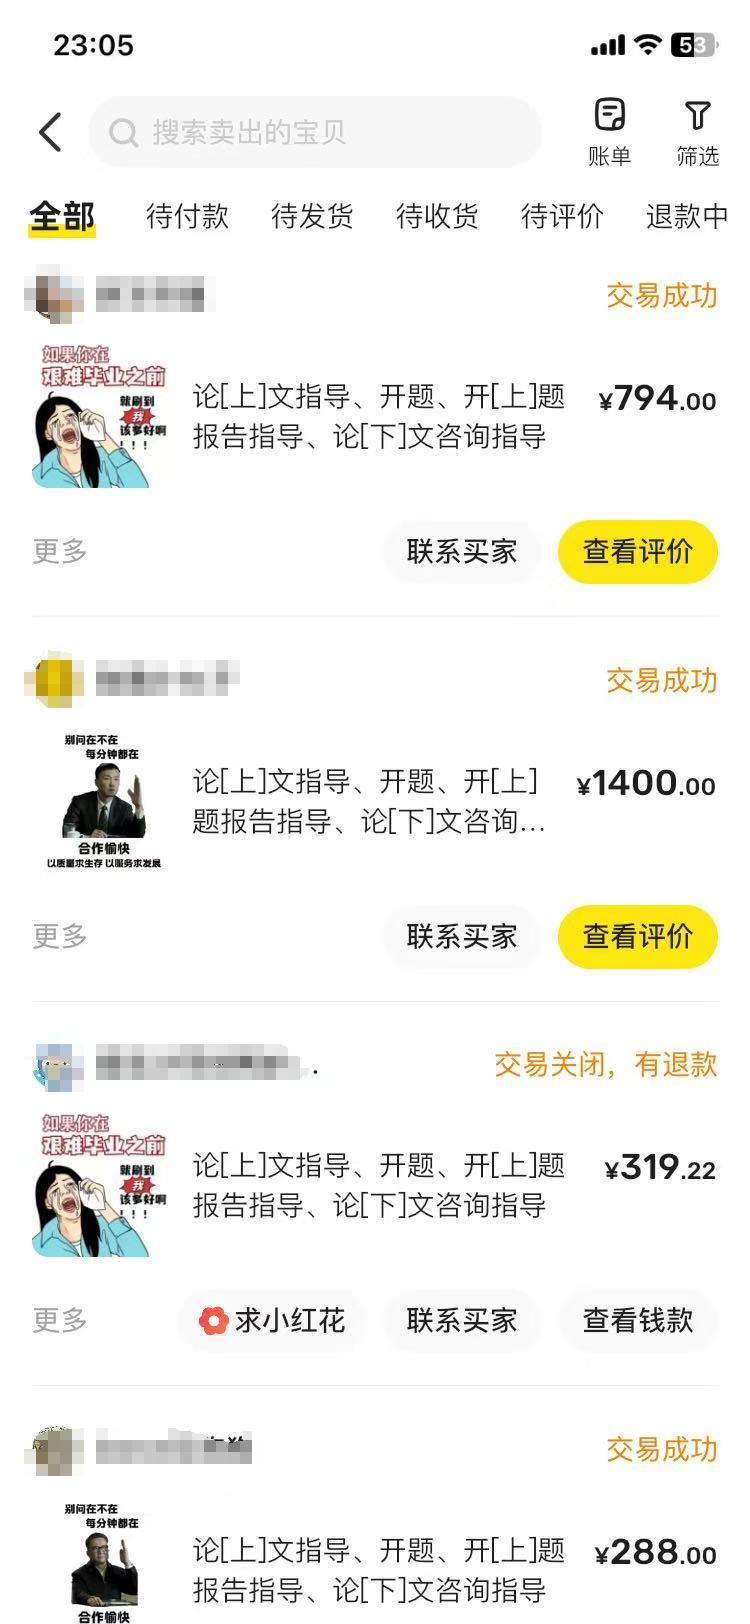 23:05
53
搜索卖出的宝贝
账单
筛选
全部
待付款
待发货
待收货
待评价
退款中
交易成功
如果你在
艰难毕业之前
就刷到
我
该多好啊
! ! !
论[上]文指导、开题、开[上]题
报告指导、论[下]文咨询指导
¥794.00
更多
联系买家
查看评价
交易成功
别问在不在
每分钟都在
合作愉快
以质量求生存 以服务求发展
论[上]文指导、开题、开[上]
题报告指导、论[下]文咨询...
¥1400.00
更多
联系买家
查看评价
交易关闭，有退款
如果你在
艰难毕业之前
就刷到
我
该多好啊
! ! !
论[上]文指导、开题、开[上]题
报告指导、论[下]文咨询指导
¥319.22
更多
求小红花
联系买家
查看钱款
交易成功
别问在不在
每分钟都在
合作愉快
论[上]文指导、开题、开[上]题
报告指导、论[下]文咨询指导
¥288.00